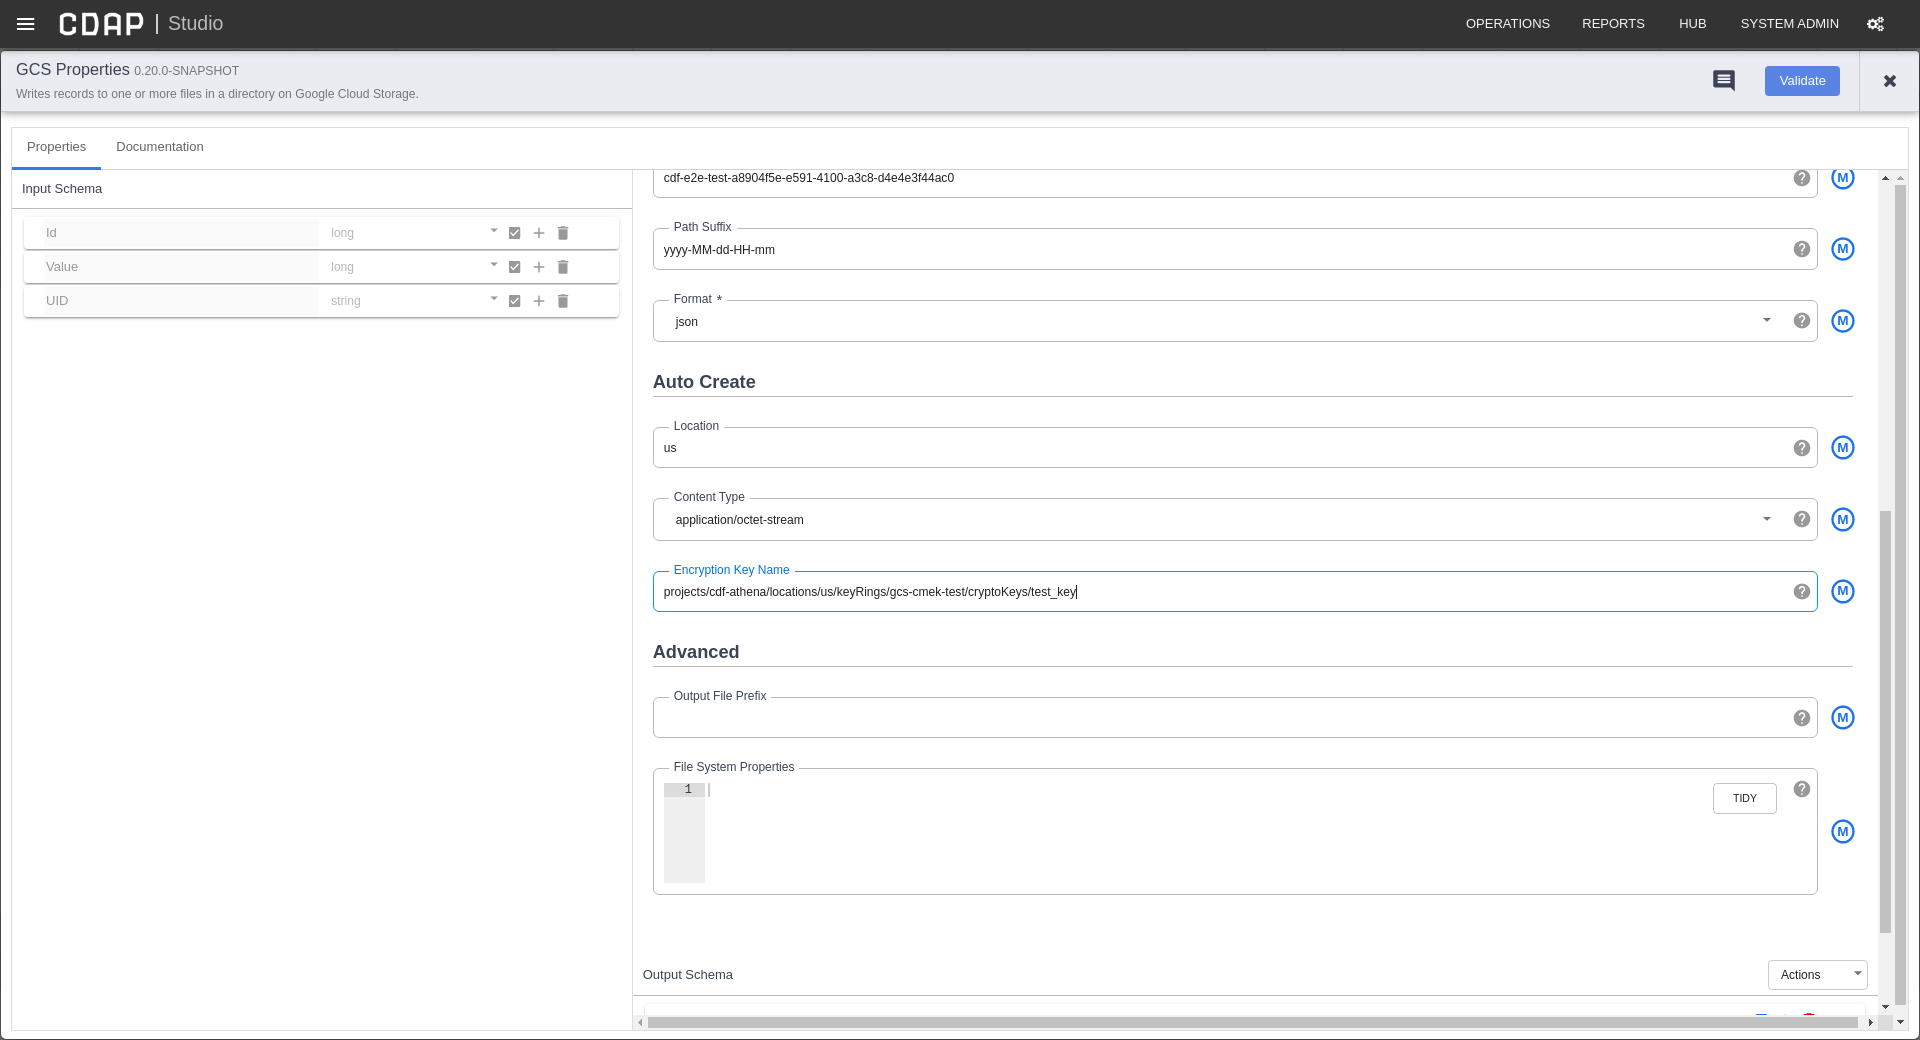 CDAP | Studio OPERATIONS REPORTS HUB SYSTEM ADMIN
GCS Properties 0.20.0-SNAPSHOT
Writes records to one or more files in a directory on Google Cloud Storage.
Validate
Properties Documentation
Input Schema
Id long
Value long
UID string
cdf-e2e-test-a8904f5e-e591-4100-a3c8-d4e4e3f44ac0 ? M
Path Suffix
yyyy-MM-dd-HH-mm ? M
Format *
json ? M
Auto Create
Location
us ? M
Content Type
application/octet-stream ? M
Encryption Key Name
projects/cdf-athena/locations/us/keyRings/gcs-cmek-test/cryptoKeys/test_key ? M
Advanced
Output File Prefix
? M
File System Properties
1 TIDY ?
M
Output Schema Actions